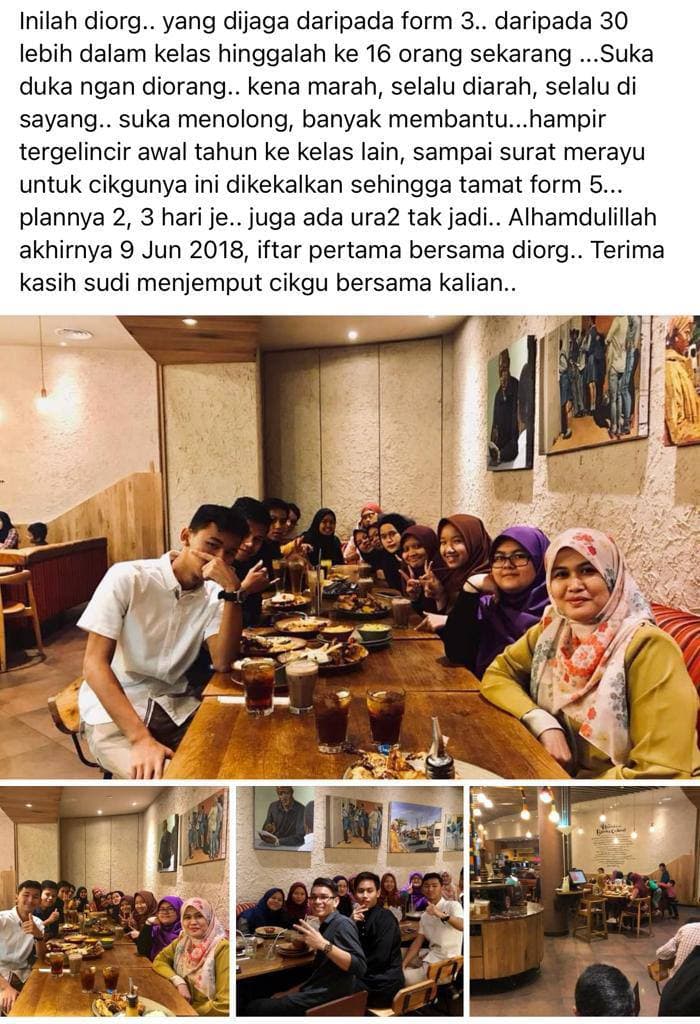 Inilah diorg.. yang dijaga daripada form 3.. daripada 30
lebih dalam kelas hinggalah ke 16 orang sekarang ...Suka
duka ngan diorang.. kena marah, selalu diarah, selalu di
sayang.. suka menolong, banyak membantu...hampir
tergelincir awal tahun ke kelas lain, sampai surat merayu
untuk cikgunya ini dikekalkan sehingga tamat form 5...
plannya 2, 3 hari je.. juga ada ura2 tak jadi.. Alhamdulillah
akhirnya 9 Jun 2018, iftar pertama bersama diorg.. Terima
kasih sudi menjemput cikgu bersama kalian..